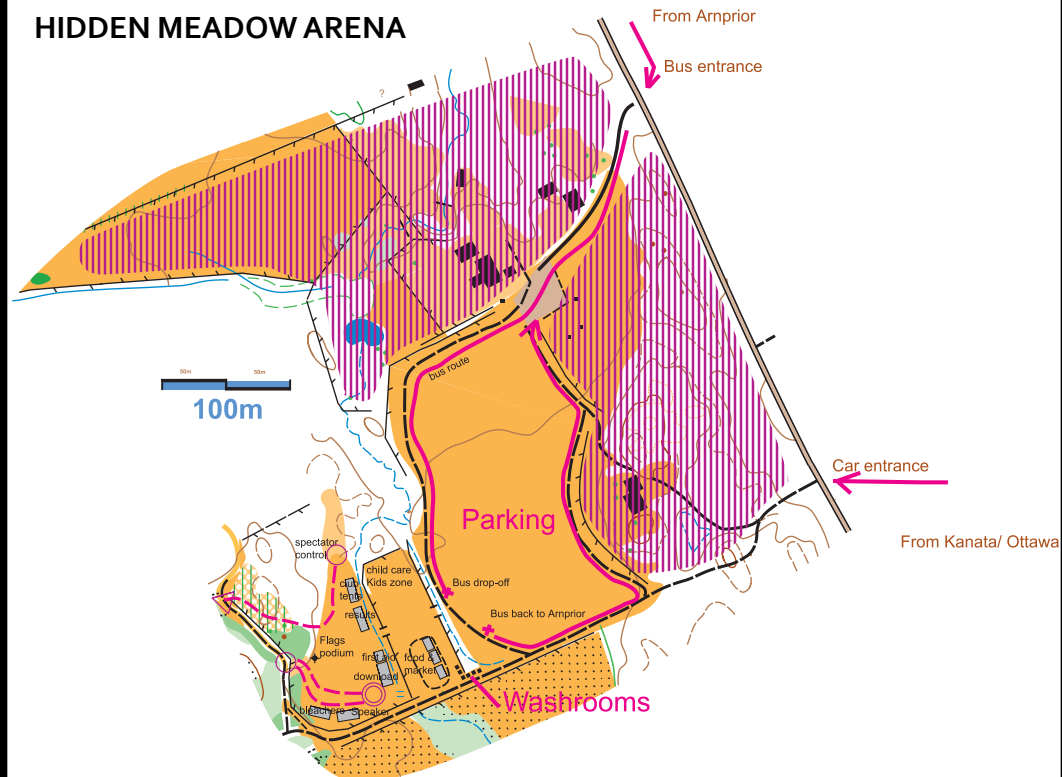 HIDDEN MEADOW ARENA
From Arnprior
Bus entrance
?
50m
50m
100m
bus route
Car entrance
From Kanata/ Ottawa
Parking
spectator
control
child care
Kids zone
club
tents
Bus drop-off
results
Bus back to Arnprior
Flags
podium
first aid
food &
market
download
Washrooms
bleachers
Speaker